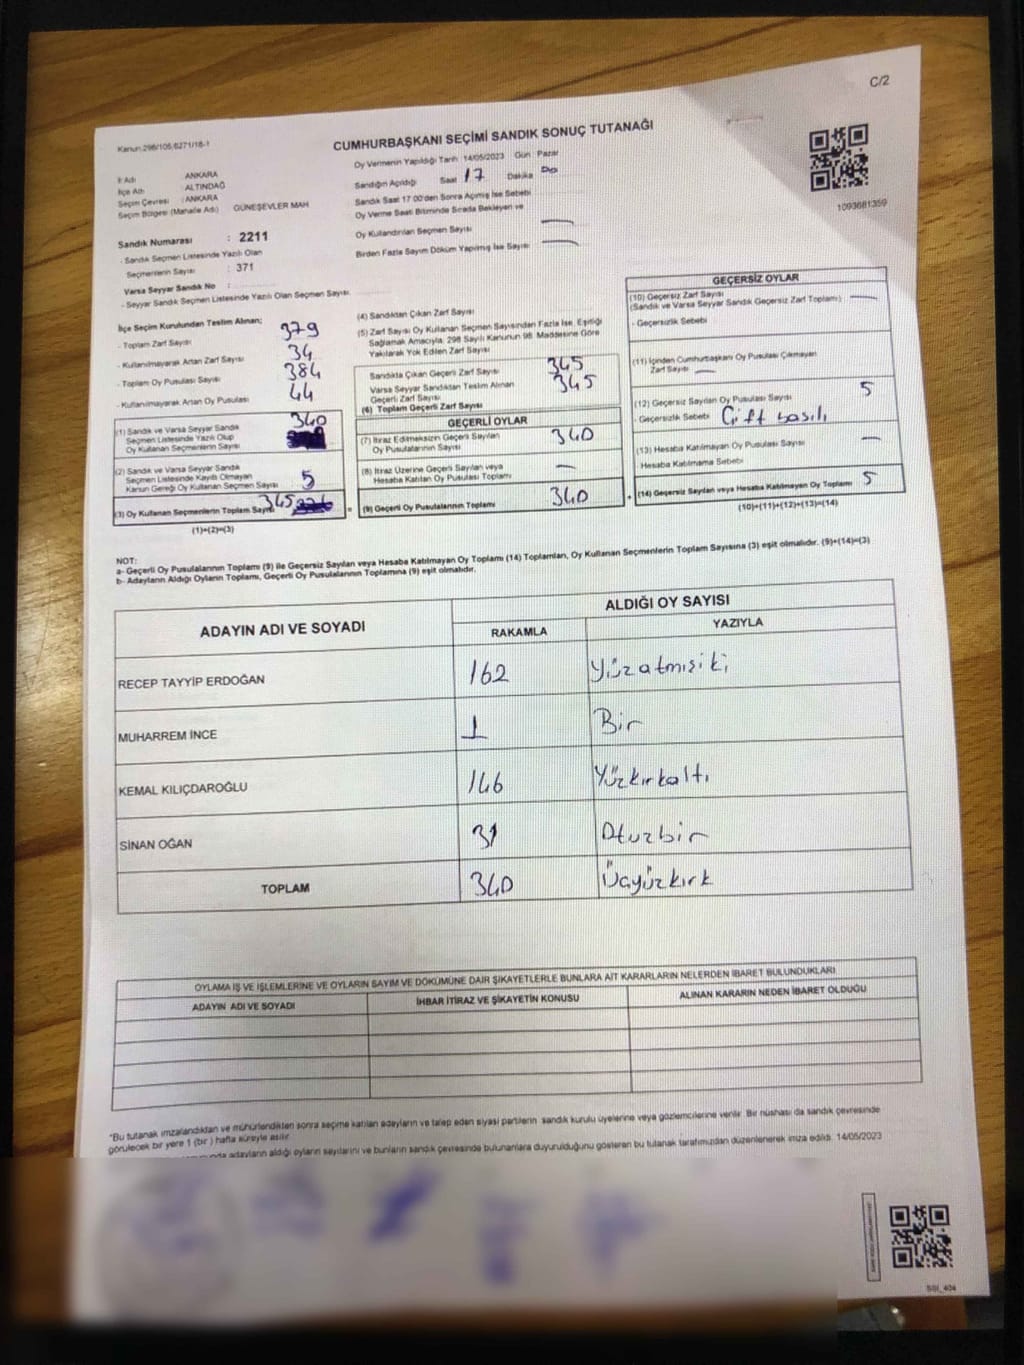 C/2
Kanun:298/105,6271/18-1
CUMHURBAŞKANI SEÇİMİ SANDIK SONUÇ TUTANAĞI
İl Adı : ANKARA
İlçe Adı : ALTINDAĞ
Seçim Çevresi : ANKARA
Seçim Bölgesi (Mahalle Adı) GÜNEŞEVLER MAH
Sandık Numarası : 2211
- Sandık Seçmen Listesinde Yazılı Olan
Seçmenlerin Sayısı : 371
Varsa Seyyar Sandık No :
- Seyyar Sandık Seçmen Listesinde Yazılı Olan Seçmen Sayısı:
Oy Vermenin Yapıldığı Tarih 14/05/2023 Gün Pazar
Sandığın Açıldığı Saat 17 Dakika 00
Sandık Saat 17:00'den Sonra Açımış İse Sebebi
Oy Verme Saati Bitiminde Sırada Bekleyen ve
Oy Kullandırılan Seçmen Sayısı —
Birden Fazla Sayım Döküm Yapılmış İse Sayısı —
1093681359
İlçe Seçim Kurulundan Teslim Alınan;
- Toplam Zarf Sayısı 379
- Kullanılmayarak Artan Zarf Sayısı 34
- Toplam Oy Pusulası Sayısı 384
- Kullanılmayarak Artan Oy Pusulası 44
(1) Sandık ve Varsa Seyyar Sandık 340
Seçmen Listesinde Yazılı Olup
Oy Kullanan Seçmenlerin Sayısı
(2) Sandık ve Varsa Seyyar Sandık
Seçmen Listesinde Kayıtlı Olmayan
Kanun Gereği Oy Kullanan Seçmen Sayısı 5
(3) Oy Kullanan Seçmenlerin Toplam Sayısı 345
(1)+(2)=(3)
(4) Sandıktan Çıkan Zarf Sayısı
(5) Zarf Sayısı Oy Kullanan Seçmen Sayısından Fazla İse, Eşitliği
Sağlamak Amacıyla, 298 Sayılı Kanunun 98. Maddesine Göre
Yakılarak Yok Edilen Zarf Sayısı
Sandıkta Çıkan Geçerli Zarf Sayısı 345
Varsa Seyyar Sandıktan Teslim Alınan 345
Geçerli Zarf Sayısı
(6) Toplam Geçerli Zarf Sayısı
GEÇERLİ OYLAR
(7) İtiraz Edilmeksizin Geçerli Sayılan
Oy Pusulalarının Sayısı 340
(8) İtiraz Üzerine Geçerli Sayılan veya
Hesaba Katılan Oy Pusulası Toplamı —
= (9) Geçerli Oy Pusulalarının Toplamı 340
GEÇERSİZ OYLAR
(10) Geçersiz Zarf Sayısı
(Sandık ve Varsa Seyyar Sandık Geçersiz Zarf Toplamı) —
- Geçersizlik Sebebi
(11) İçinden Cumhurbaşkanı Oy Pusulası Çıkmayan
Zarf Sayısı —
(12) Geçersiz Sayılan Oy Pusulası Sayısı 5
- Geçersizlik Sebebi Çift basılı
(13) Hesaba Katılmayan Oy Pusulası Sayısı —
Hesaba Katılmama Sebebi
+ (14) Geçersiz Sayılan veya Hesaba Katılmayan Oy Toplamı 5
(10)+(11)+(12)+(13)=(14)
NOT:
a- Geçerli Oy Pusulalarının Toplamı (9) ile Geçersiz Sayılan veya Hesaba Katılmayan Oy Toplamı (14) Toplamları, Oy Kullanan Seçmenlerin Toplam Sayısına (3) eşit olmalıdır. (9)+(14)=(3)
b- Adayların Aldığı Oyların Toplamı, Geçerli Oy Pusulalarının Toplamına (9) eşit olmalıdır.
ADAYIN ADI VE SOYADI
ALDIĞI OY SAYISI
RAKAMLA YAZIYLA
RECEP TAYYİP ERDOĞAN 162 Yüzatmışiki
MUHARREM İNCE 1 Bir
KEMAL KILIÇDAROĞLU 146 Yüzkırkaltı
SİNAN OĞAN 31 Otuzbir
TOPLAM 340 Üçyüzkırk
OYLAMA İŞ VE İŞLEMLERİNE VE OYLARIN SAYIM VE DÖKÜMÜNE DAİR ŞİKAYETLERLE BUNLARA AİT KARARLARIN NELERDEN İBARET BULUNDUKLARI
ADAYIN ADI VE SOYADI İHBAR İTİRAZ VE ŞİKAYETİN KONUSU ALINAN KARARIN NEDEN İBARET OLDUĞU
*Bu tutanak imzalandıktan ve mühürlendikten sonra seçime katılan adayların ve talep eden siyasi partilerin sandık kurulu üyelerine veya gözlemcilerine verilir. Bir nüshası da sandık çevresinde
görülecek bir yere 1 (bir) hafta süreyle asılır.
adayların aldığı oyların sayılarını ve bunların sandık çevresinde bulunanlara duyurulduğunu gösteren bu tutanak tarafımızdan düzenlenerek imza edildi. 14/05/2023